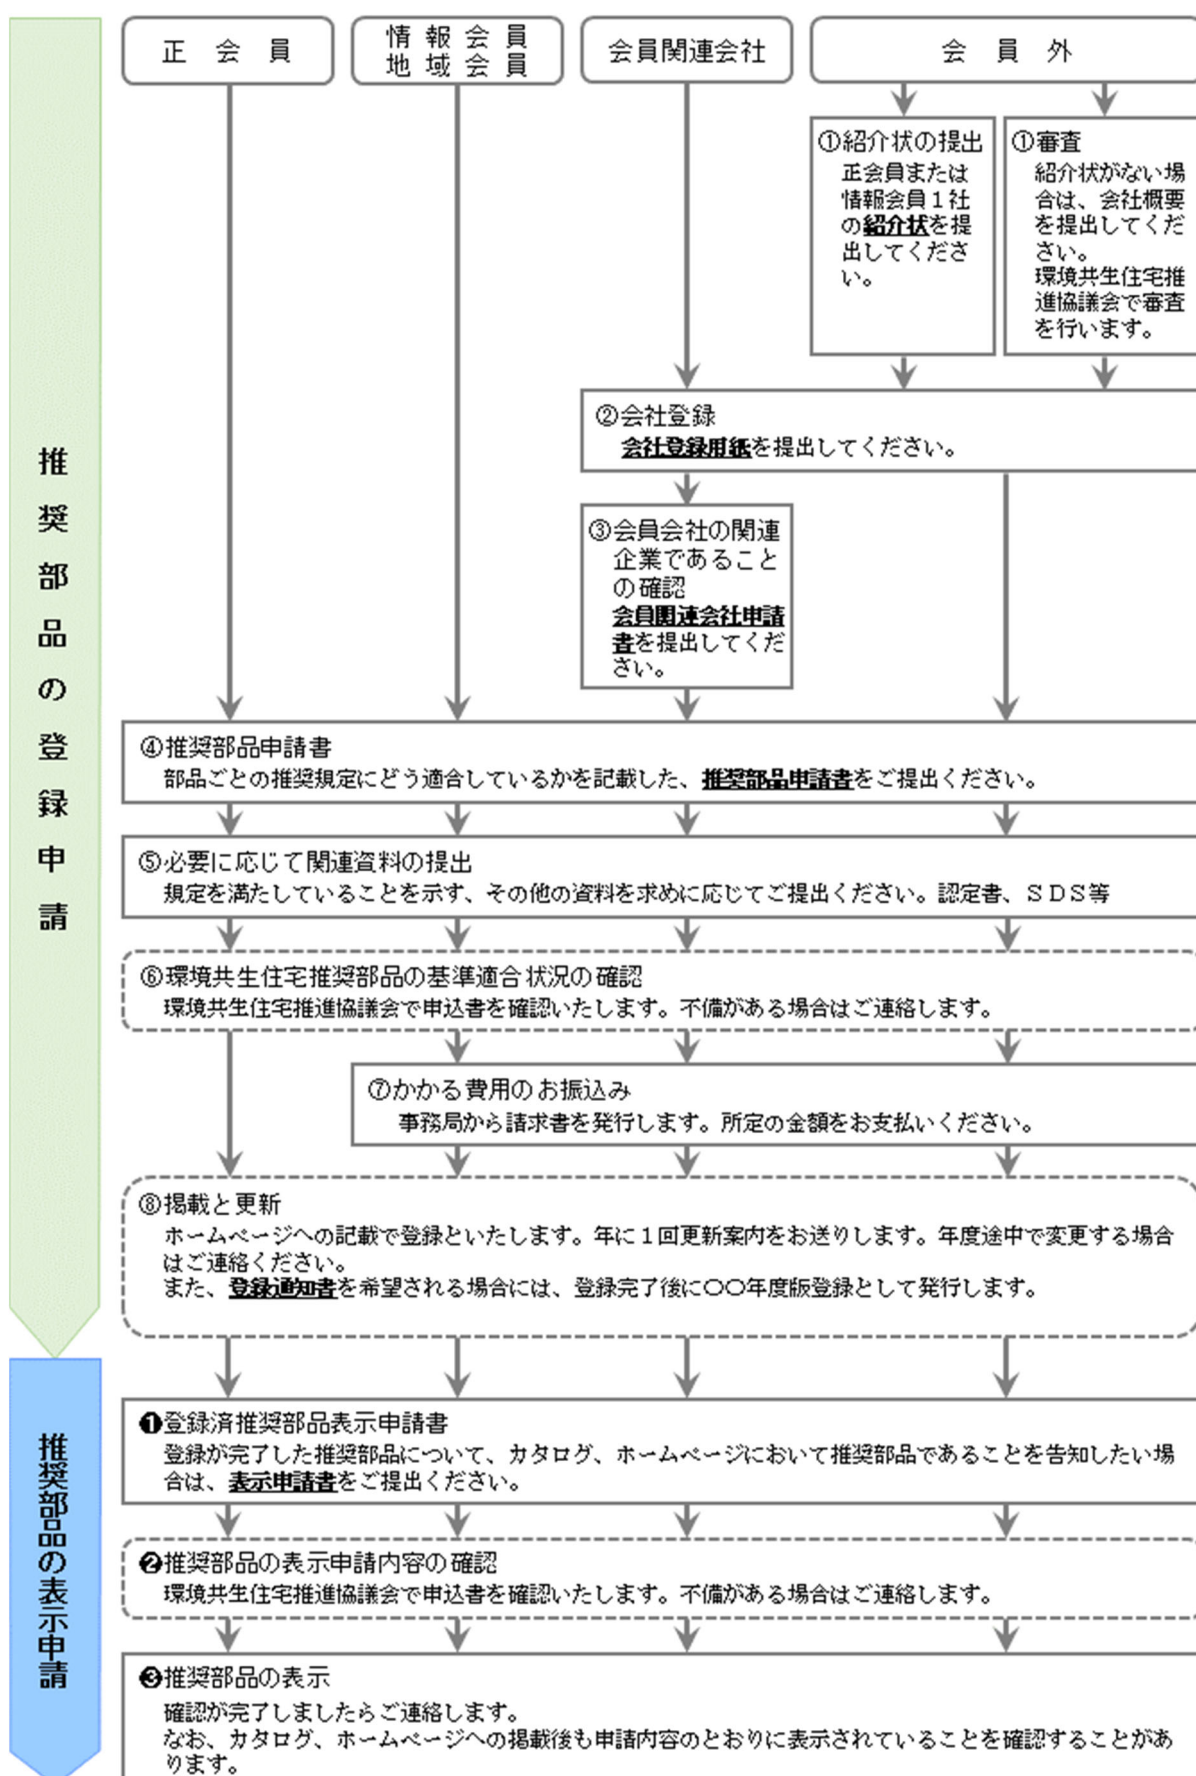 正会員
情報会員
地域会員
会員関連会社
会員外
①紹介状の提出
正会員または
情報会員１社
の紹介状を提
出してくださ
い。
①審査
紹介状がない場
合は、会社概要
を提出してくだ
さい。
環境共生住宅推
進協議会で審査
を行います。
②会社登録
会社登録用紙を提出してください。
③会員会社の関連
企業であること
の確認
会員関連会社申請
書を提出してくだ
さい。
推奨部品の登録申請
④推奨部品申請書
部品ごとの推奨規定にどう適合しているかを記載した、推奨部品申請書をご提出ください。
⑤必要に応じて関連資料の提出
規定を満たしていることを示す、その他の資料を求めに応じてご提出ください。認定書、ＳＤＳ等
⑥環境共生住宅推奨部品の基準適合状況の確認
環境共生住宅推進協議会で申込書を確認いたします。不備がある場合はご連絡します。
⑦かかる費用のお振込み
事務局から請求書を発行します。所定の金額をお支払いください。
⑧掲載と更新
ホームページへの記載で登録といたします。年に１回更新案内をお送りします。年度途中で変更する場合
はご連絡ください。
また、登録通知書を希望される場合には、登録完了後に〇〇年度版登録として発行します。
推奨部品の表示申請
❶登録済推奨部品表示申請書
登録が完了した推奨部品について、カタログ、ホームページにおいて推奨部品であることを告知したい場
合は、表示申請書をご提出ください。
❷推奨部品の表示申請内容の確認
環境共生住宅推進協議会で申込書を確認いたします。不備がある場合はご連絡します。
❸推奨部品の表示
確認が完了しましたらご連絡します。
なお、カタログ、ホームページへの掲載後も申請内容のとおりに表示されていることを確認することがあ
ります。